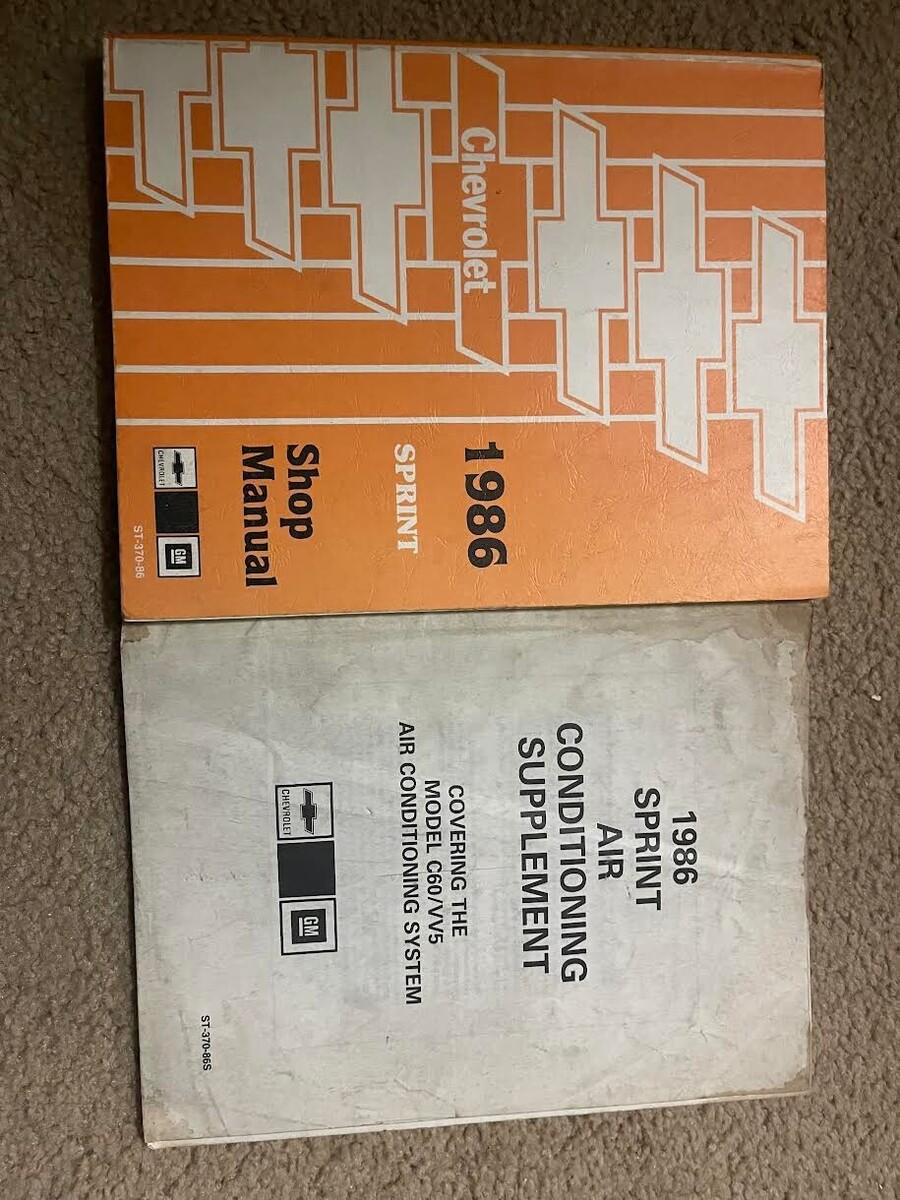 Chevrolet
1986
SPRINT
Shop
Manual
CHEVROLET
GM
ST-370-86
1986
SPRINT
AIR
CONDITIONING
SUPPLEMENT
COVERING THE
MODEL C60/VV5
AIR CONDITIONING SYSTEM
CHEVROLET
GM
ST-370-86S